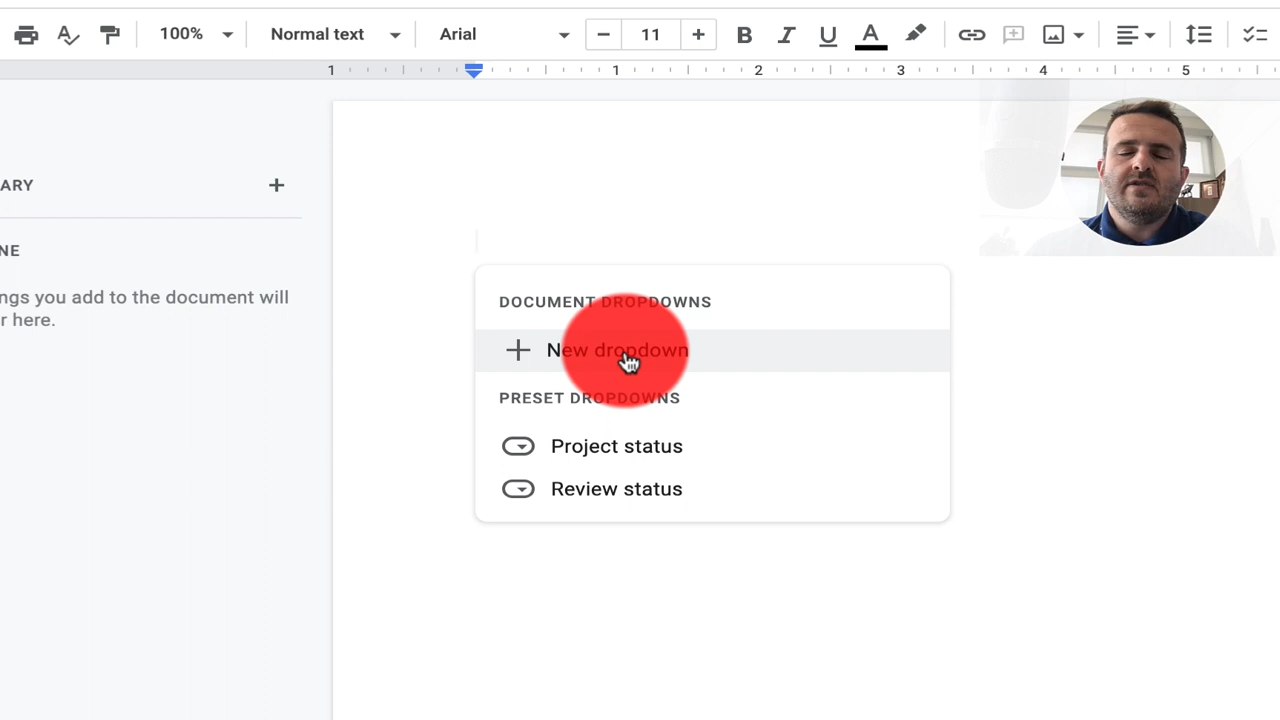 100% Normal text Arial 11 B I U A
1 1 2 3 4 5
ARY
NE
ngs you add to the document will
r here.
DOCUMENT DROPDOWNS
New dropdown
PRESET DROPDOWNS
Project status
Review status